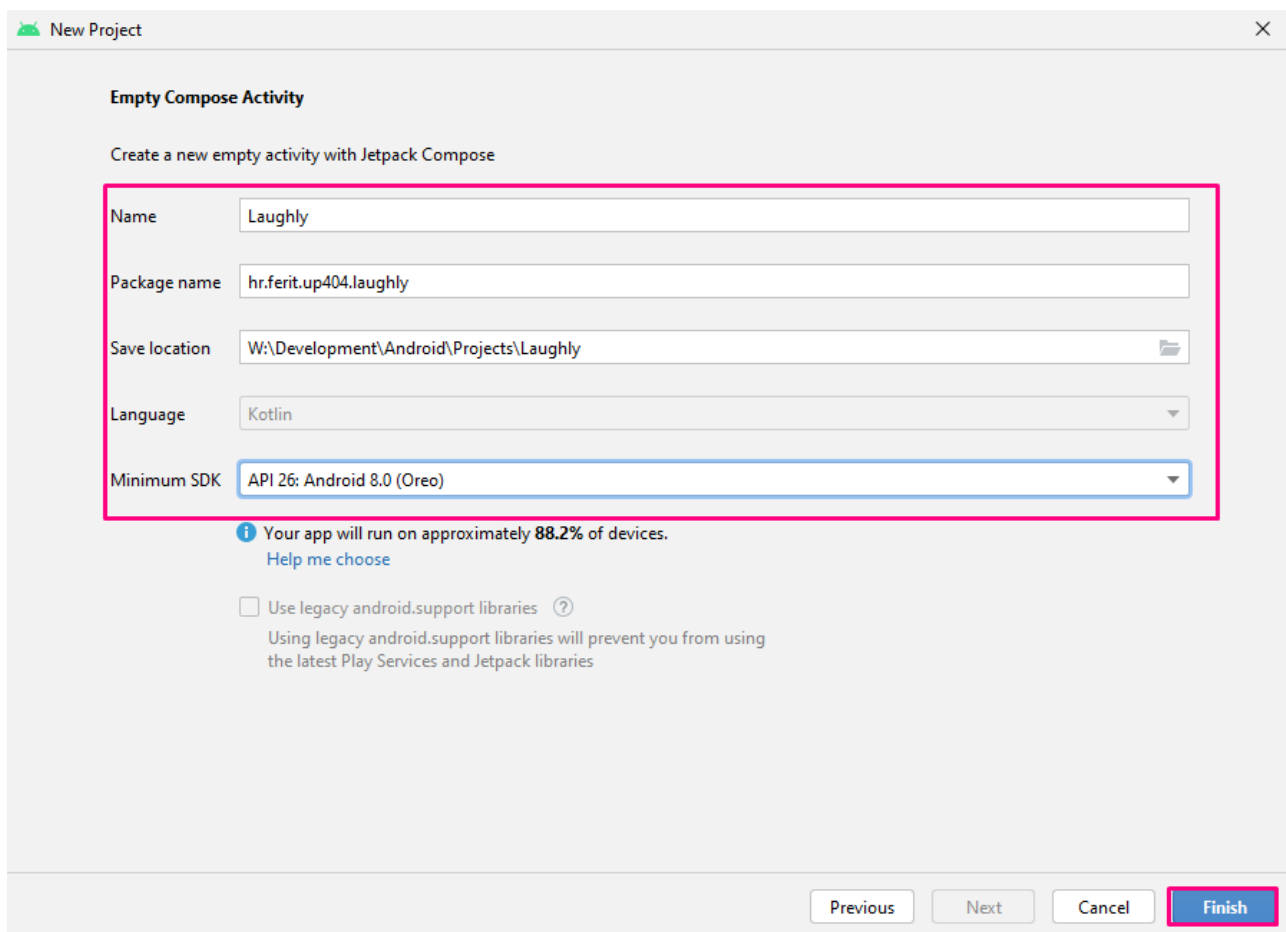 New Project
Empty Compose Activity
Create a new empty activity with Jetpack Compose
Name Laughly
Package name hr.ferit.up404.laughly
Save location W:\Development\Android\Projects\Laughly
Language Kotlin
Minimum SDK API 26: Android 8.0 (Oreo)
Your app will run on approximately 88.2% of devices.
Help me choose
Use legacy android.support libraries ?
Using legacy android.support libraries will prevent you from using
the latest Play Services and Jetpack libraries
Previous Next Cancel Finish